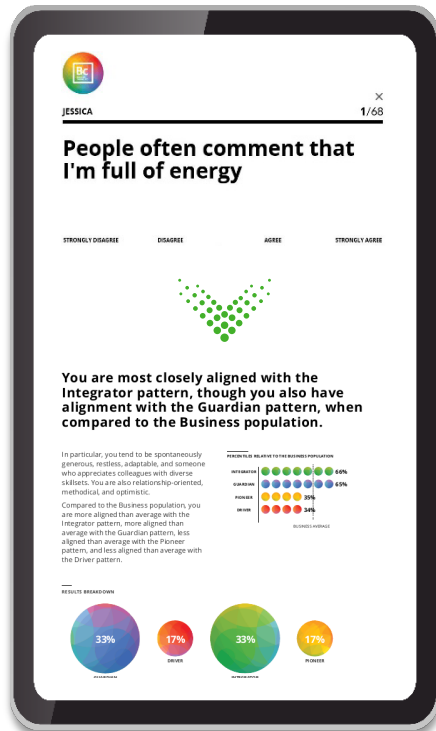 Bc
JESSICA
1/68
People often comment that
I'm full of energy
STRONGLY DISAGREE DISAGREE AGREE STRONGLY AGREE
You are most closely aligned with the
Integrator pattern, though you also have
alignment with the Guardian pattern, when
compared to the Business population.
In particular, you tend to be spontaneously
generous, restless, adaptable, and someone
who appreciates colleagues with diverse
skillsets. You are also relationship-oriented,
methodical, and optimistic.
Compared to the Business population, you
are more aligned than average with the
Integrator pattern, more aligned than
average with the Guardian pattern, less
aligned than average with the Pioneer
pattern, and less aligned than average with
the Driver pattern.
PERCENTILES RELATIVE TO THE BUSINESS POPULATION
INTEGRATOR 66%
GUARDIAN 65%
PIONEER 35%
DRIVER 34%
BUSINESS AVERAGE
RESULTS BREAKDOWN
33% 17% 33% 17%
DRIVER PIONEER